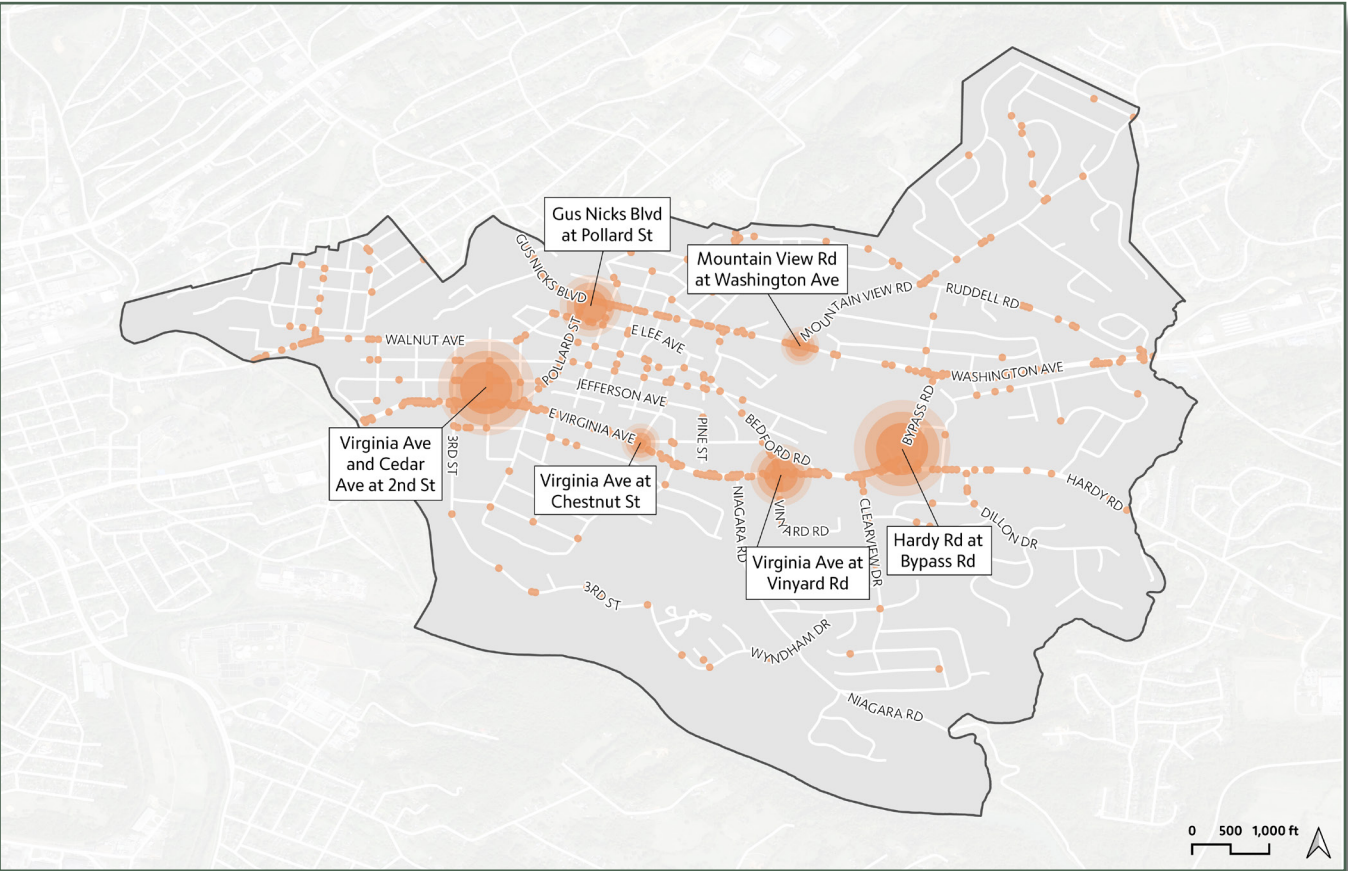 Gus Nicks Blvd
at Pollard St
Mountain View Rd
at Washington Ave
GUS NICKS BLVD
MOUNTAIN VIEW RD
RUDDELL RD
WALNUT AVE
POLLARD ST
E LEE AVE
WASHINGTON AVE
JEFFERSON AVE
BYPASS RD
E VIRGINIA AVE
PINE ST
BEDFORD RD
Virginia Ave
and Cedar
Ave at 2nd St
3RD ST
Virginia Ave at
Chestnut St
NIAGARA RD
VINYARD RD
CLEARVIEW DR
HARDY RD
DILLON DR
Hardy Rd at
Bypass Rd
Virginia Ave at
Vinyard Rd
3RD ST
WYNDHAM DR
NIAGARA RD
0 500 1,000 ft